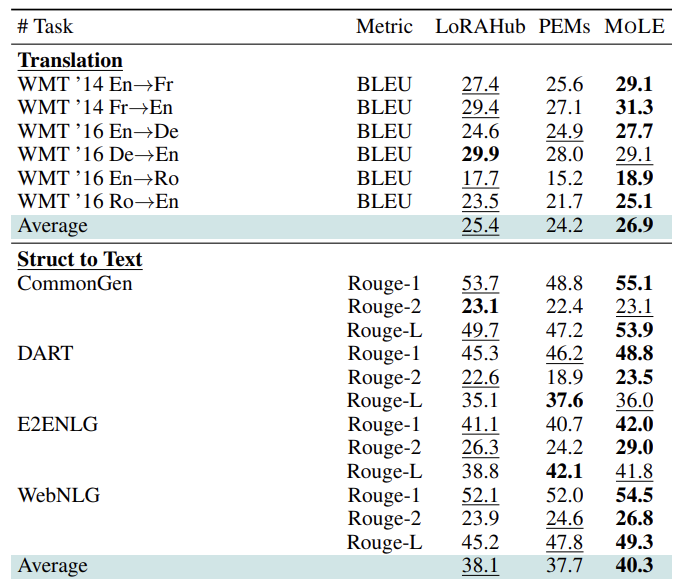 # Task Metric LoRAHub PEMs MOLE
Translation
WMT '14 En→Fr BLEU 27.4 25.6 29.1
WMT '14 Fr→En BLEU 29.4 27.1 31.3
WMT '16 En→De BLEU 24.6 24.9 27.7
WMT '16 De→En BLEU 29.9 28.0 29.1
WMT '16 En→Ro BLEU 17.7 15.2 18.9
WMT '16 Ro→En BLEU 23.5 21.7 25.1
Average 25.4 24.2 26.9
Struct to Text
CommonGen Rouge-1 53.7 48.8 55.1
Rouge-2 23.1 22.4 23.1
Rouge-L 49.7 47.2 53.9
DART Rouge-1 45.3 46.2 48.8
Rouge-2 22.6 18.9 23.5
Rouge-L 35.1 37.6 36.0
E2ENLG Rouge-1 41.1 40.7 42.0
Rouge-2 26.3 24.2 29.0
Rouge-L 38.8 42.1 41.8
WebNLG Rouge-1 52.1 52.0 54.5
Rouge-2 23.9 24.6 26.8
Rouge-L 45.2 47.8 49.3
Average 38.1 37.7 40.3